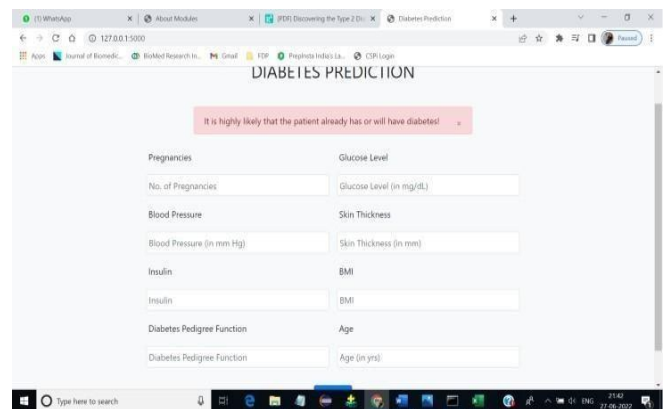 (1) WhatsApp
About Modules
(PDF) Discovering the Type 2 Di
Diabetes Prediction
127.0.0.1:5000
Paused
Apps
Journal of Biomedic...
BioMed Research In...
Gmail
FDP
PrepInsta India's La...
CSPi Login
DIABETES PREDICTION
It is highly likely that the patient already has or will have diabetes!
Pregnancies
Glucose Level
No. of Pregnancies
Glucose Level (in mg/dL)
Blood Pressure
Skin Thickness
Blood Pressure (in mm Hg)
Skin Thickness (in mm)
Insulin
BMI
Insulin
BMI
Diabetes Pedigree Function
Age
Diabetes Pedigree Function
Age (in yrs)
Type here to search
ENG
21:42
27-06-2022